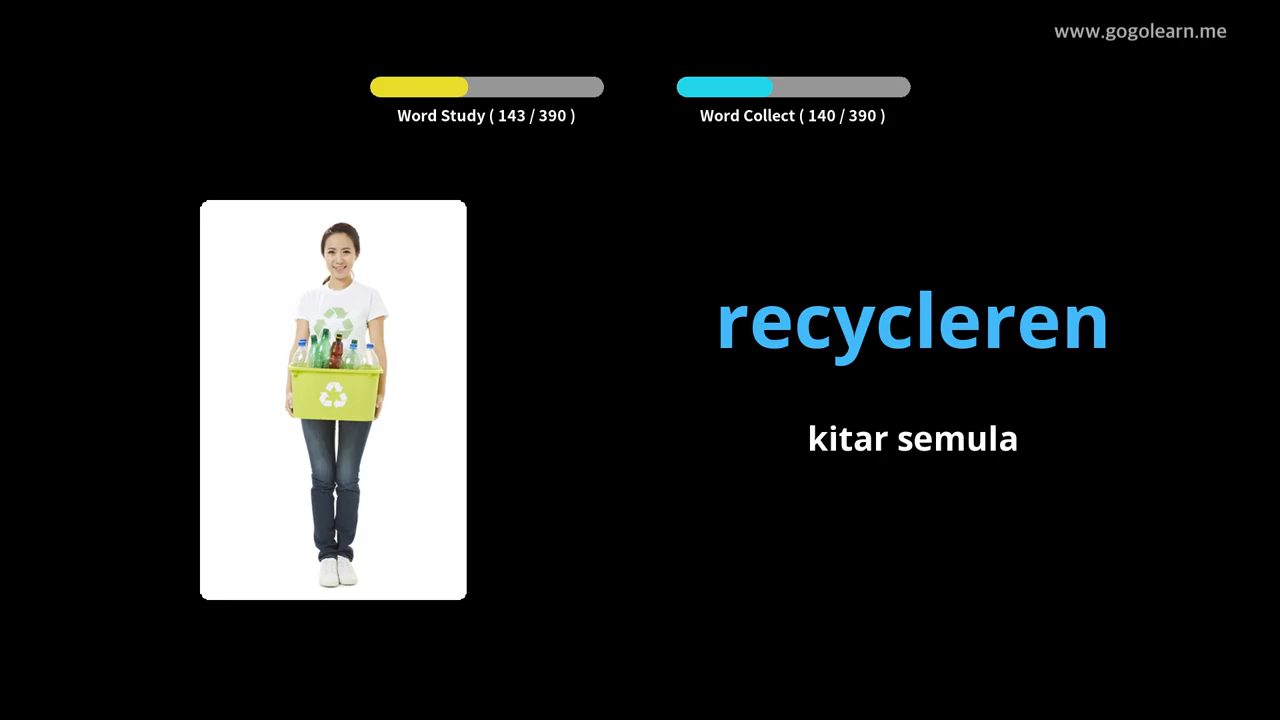 www.gogolearn.me
Word Study ( 143 / 390 )
Word Collect ( 140 / 390 )
recycleren
kitar semula